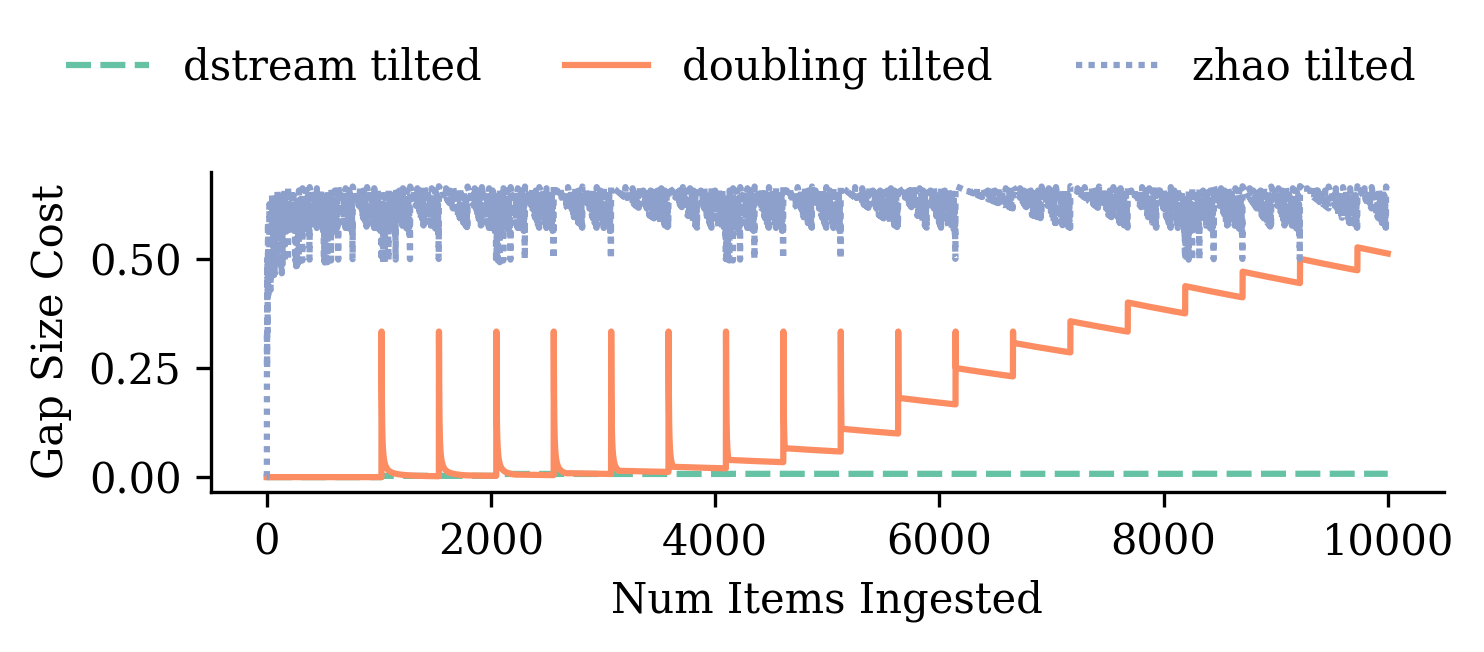 dstream tilted doubling tilted zhao tilted
Gap Size Cost
0.50
0.25
0.00
0 2000 4000 6000 8000 10000
Num Items Ingested